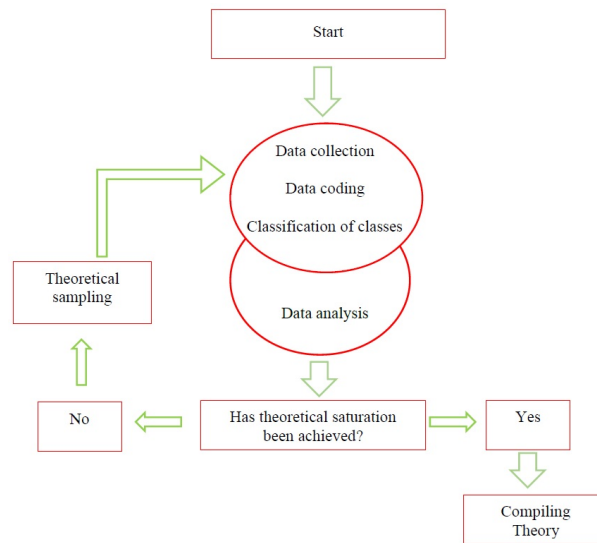 Start
Data collection
Data coding
Classification of classes
Theoretical
sampling
Data analysis
No
Has theoretical saturation
been achieved?
Yes
Compiling
Theory